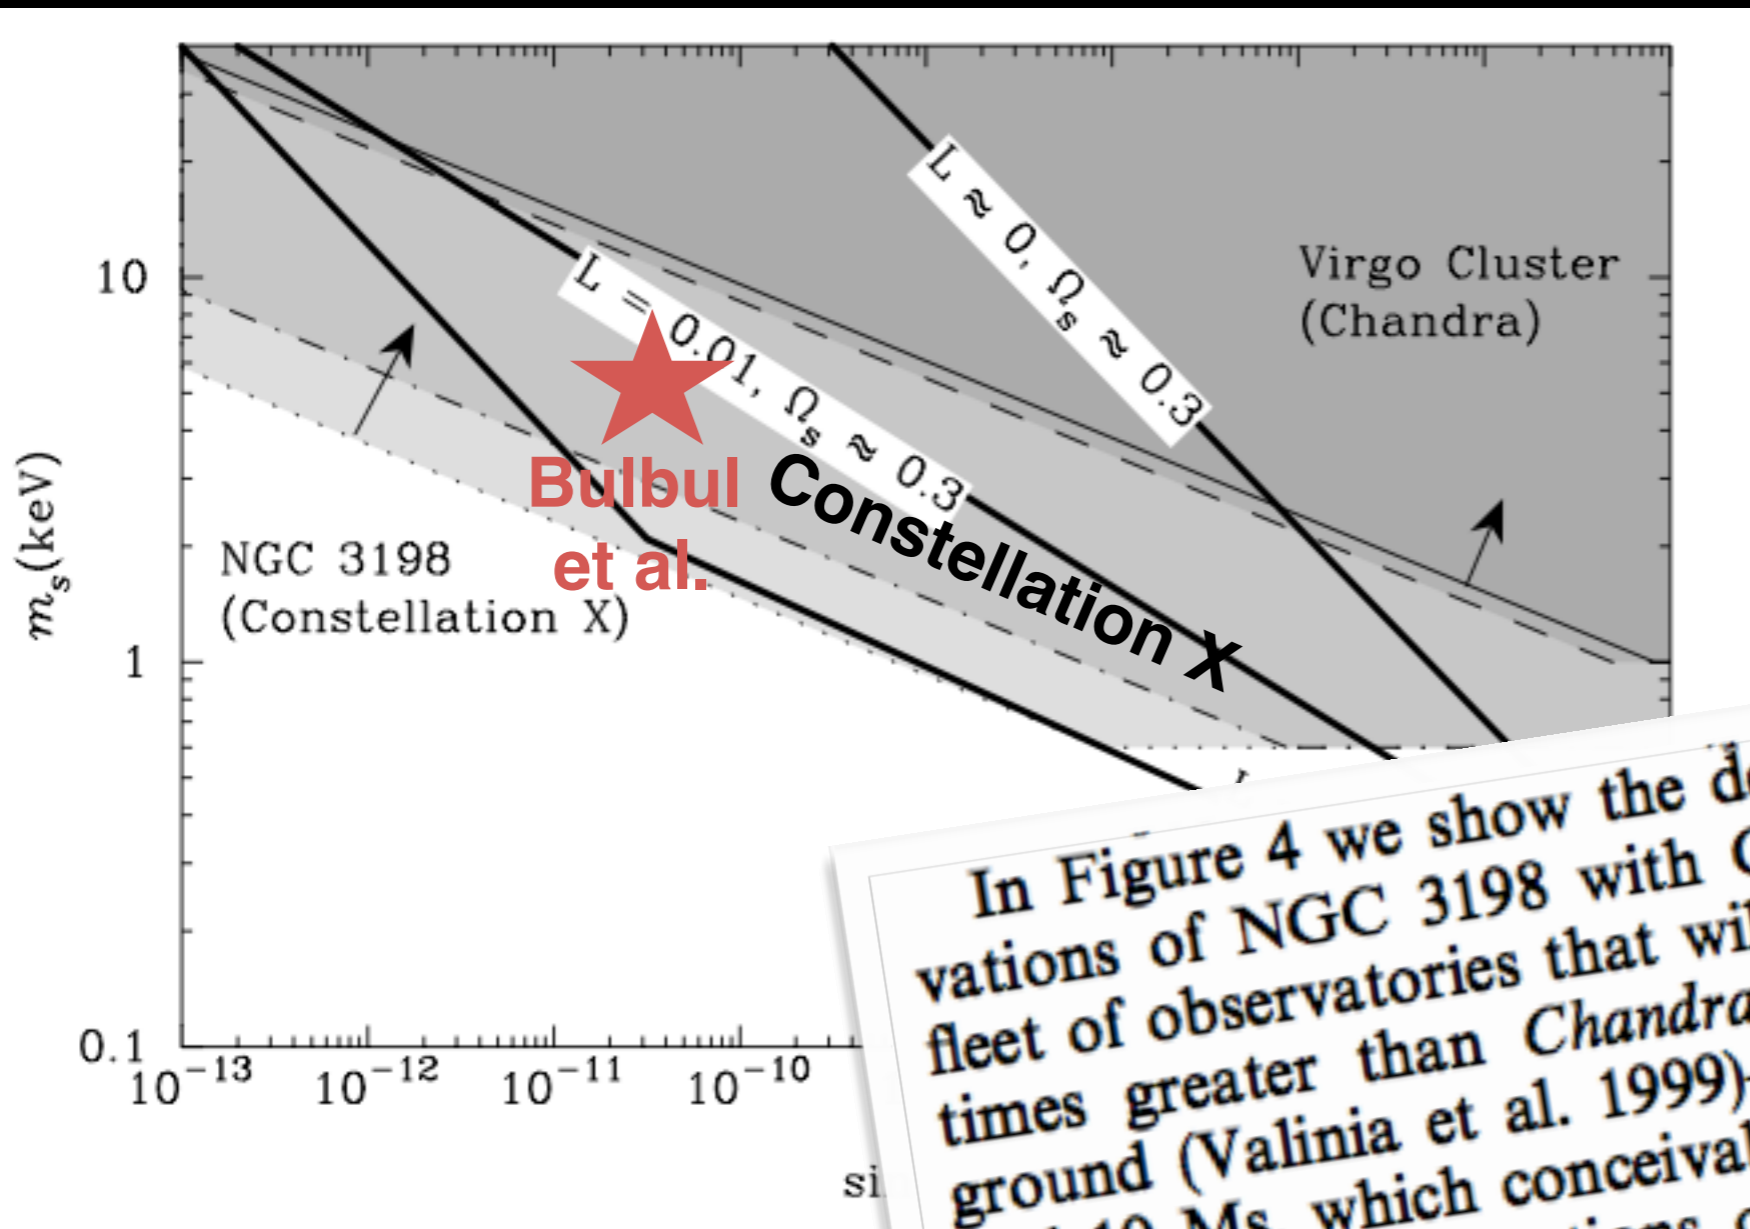 L ≈ 0, Ωs ≈ 0.3
Virgo Cluster
(Chandra)
10
L = 0.01, Ωs ≈ 0.3
Bulbul
et al.
Constellation X
NGC 3198
(Constellation X)
ms(keV)
1
0.1
10−13 10−12 10−11 10−10
In Figure 4 we show the
vations of NGC 3198 with
fleet of observatories that
times greater than Chandra
ground (Valinia et al. 1999)
Ms, which